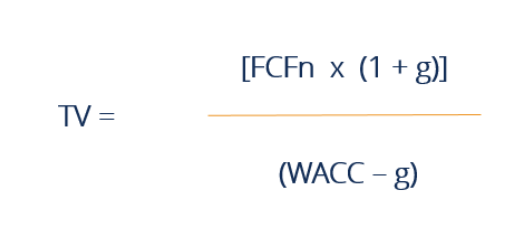 [FCFn x (1 + g)]
TV =
(WACC – g)